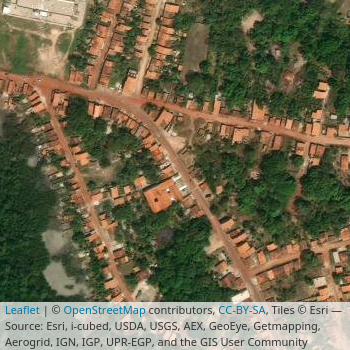 Leaflet | © OpenStreetMap contributors, CC-BY-SA, Tiles © Esri —
Source: Esri, i-cubed, USDA, USGS, AEX, GeoEye, Getmapping,
Aerogrid, IGN, IGP, UPR-EGP, and the GIS User Community